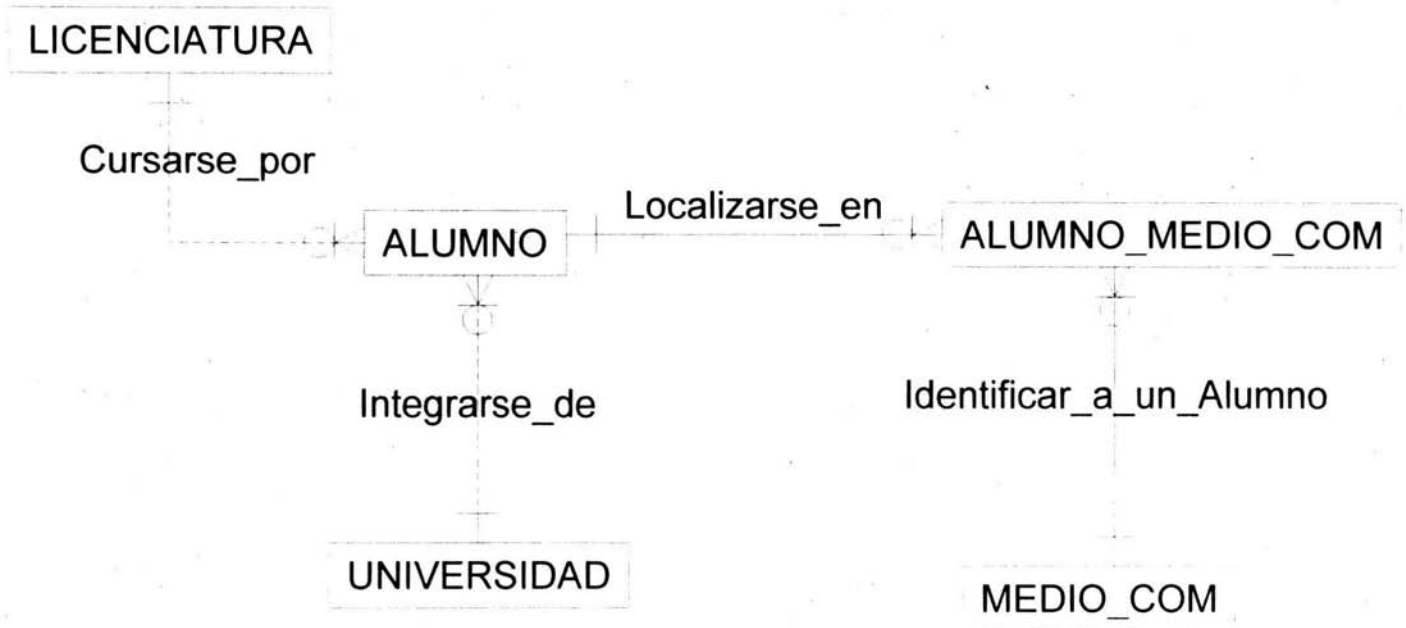 LICENCIATURA
Cursarse_por
Localizarse_en
ALUMNO
ALUMNO_MEDIO_COM
Integrarse_de
Identificar_a_un_Alumno
UNIVERSIDAD
MEDIO_COM